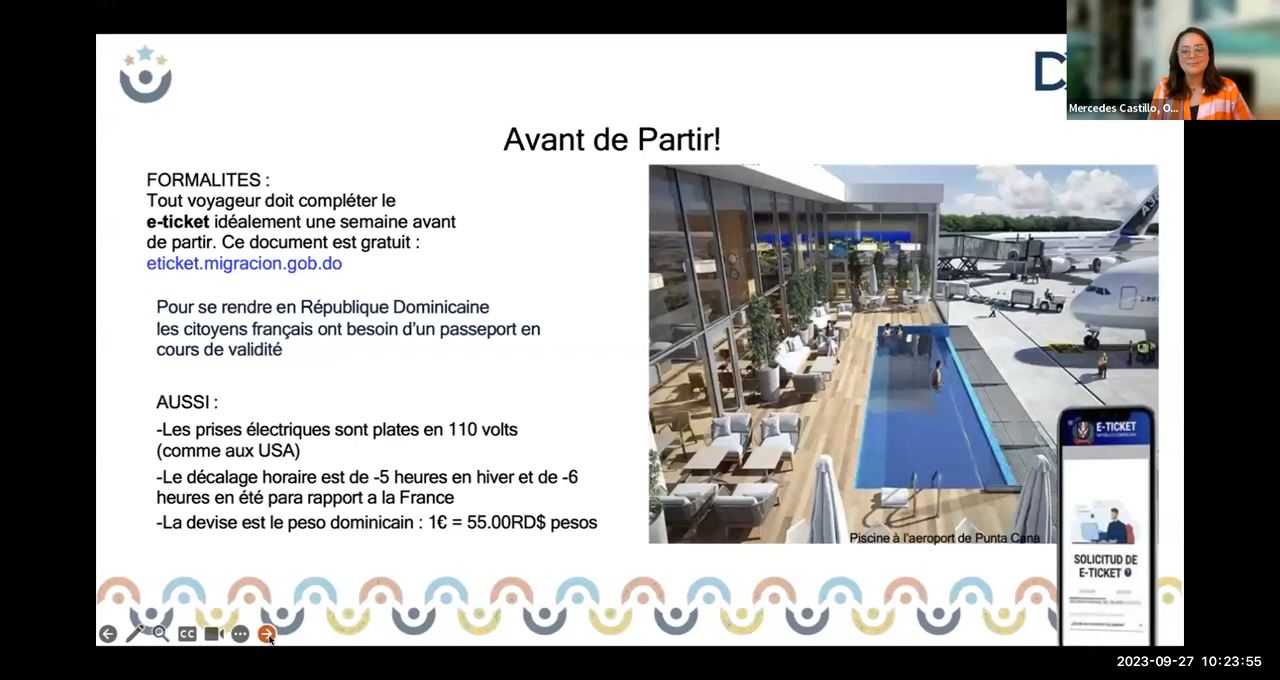 Mercedes Castillo, O...
Avant de Partir!
FORMALITES :
Tout voyageur doit compléter le
e-ticket idéalement une semaine avant
de partir. Ce document est gratuit :
eticket.migracion.gob.do
Pour se rendre en République Dominicaine
les citoyens français ont besoin d'un passeport en
cours de validité
AUSSI :
-Les prises électriques sont plates en 110 volts
(comme aux USA)
-Le décalage horaire est de -5 heures en hiver et de -6
heures en été para rapport a la France
-La devise est le peso dominicain : 1€ = 55.00RD$ pesos
Piscine à l'aeroport de Punta Cana
E-TICKET
SOLICITUD DE
E-TICKET
CC
2023-09-27 10:23:55